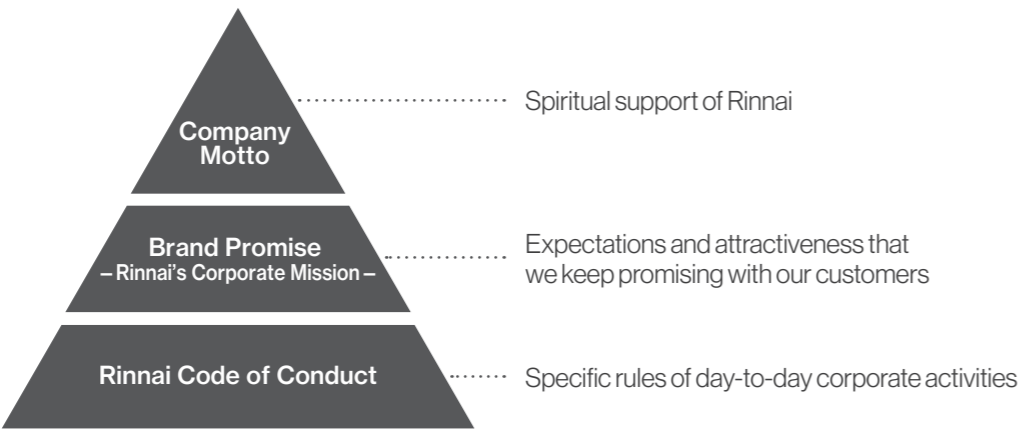 Company
Motto
Spiritual support of Rinnai
Brand Promise
– Rinnai's Corporate Mission –
Expectations and attractiveness that
we keep promising with our customers
Rinnai Code of Conduct
Specific rules of day-to-day corporate activities